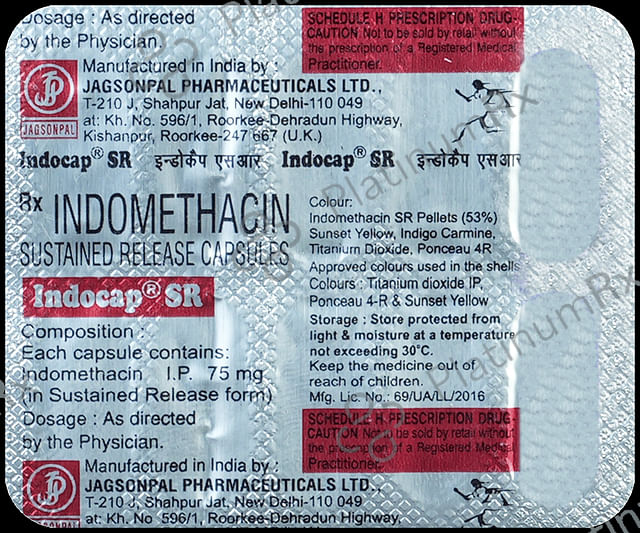 Dosage : As directed
by the Physician.
SCHEDULE H PRESCRIPTION DRUG-
CAUTION Not to be sold by retail without
the prescription of a Registered Medical
Practitioner.
Manufactured in India by :
JAGSONPAL PHARMACEUTICALS LTD.,
T-210 J, Shahpur Jat, New Delhi-110 049
at: Kh. No. 596/1, Roorkee-Dehradun Highway,
Kishanpur, Roorkee-247 667 (U.K.)
JAGSONPAL
Indocap® SR इन्डोकैप एसआर Indocap® SR इन्डोकैप एसआर
Rx INDOMETHACIN
SUSTAINED RELEASE CAPSULES
Indocap® SR
Composition :
Each capsule contains:
Indomethacin I.P. 75 mg
(in Sustained Release form)
Dosage : As directed
by the Physician.
Colour:
Indomethacin SR Pellets (53%)
Sunset Yellow, Indigo Carmine,
Titanium Dioxide, Ponceau 4R
Approved colours used in the shells
Colours : Titanium dioxide IP,
Ponceau 4-R & Sunset Yellow
Storage : Store protected from
light & moisture at a temperature
not exceeding 30°C.
Keep the medicine out of
reach of children.
Mfg. Lic. No.: 69/UA/LL/2016
SCHEDULE H PRESCRIPTION DRUG-
CAUTION Not to be sold by retail without
the prescription of a Registered Medical
Practitioner.
Manufactured in India by :
JAGSONPAL PHARMACEUTICALS LTD.,
T-210 J, Shahpur Jat, New Delhi-110 049
at: Kh. No 596/1, Roorkee-Dehradun Highway,
JAGSONPAL
PlatinumRx
PlatinumRx